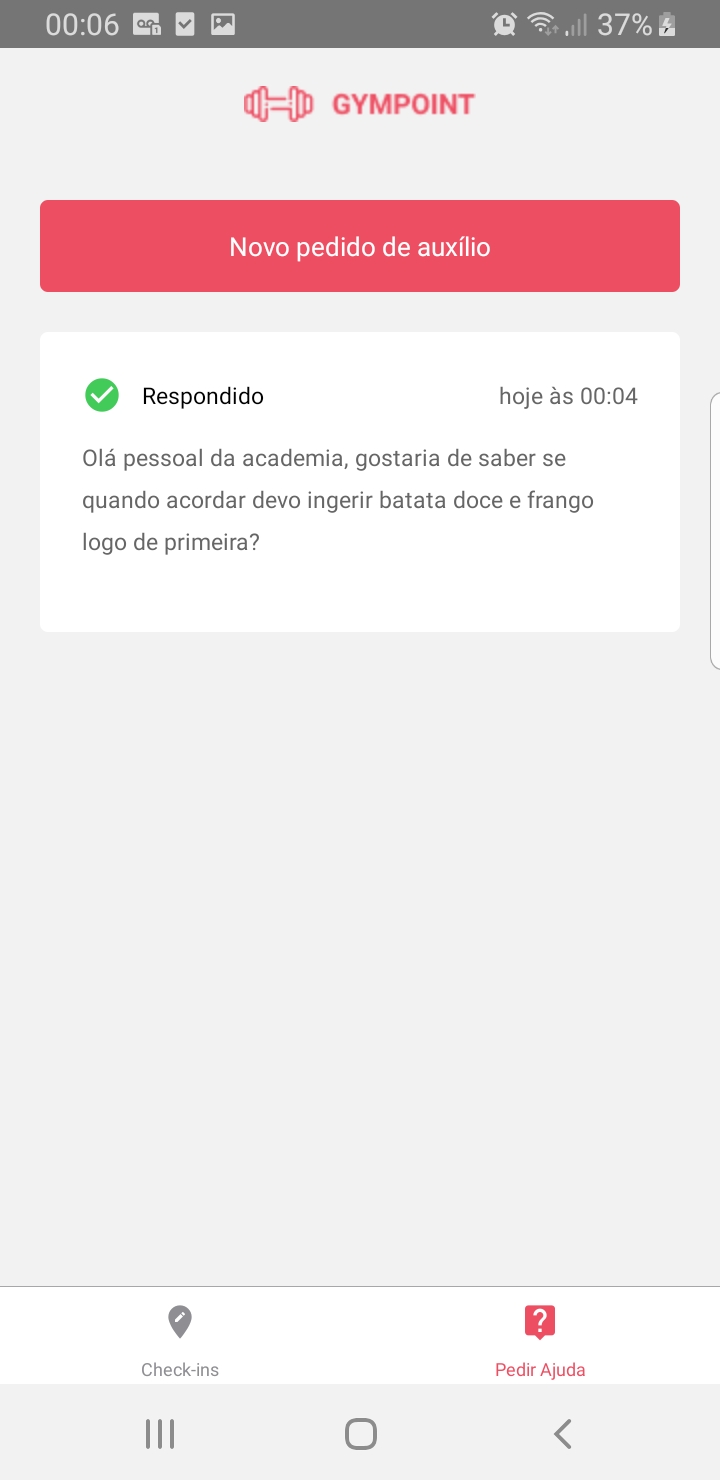 00:06
37%
GYMPOINT
Novo pedido de auxílio
Respondido
hoje às 00:04
Olá pessoal da academia, gostaria de saber se
quando acordar devo ingerir batata doce e frango
logo de primeira?
Check-ins
Pedir Ajuda